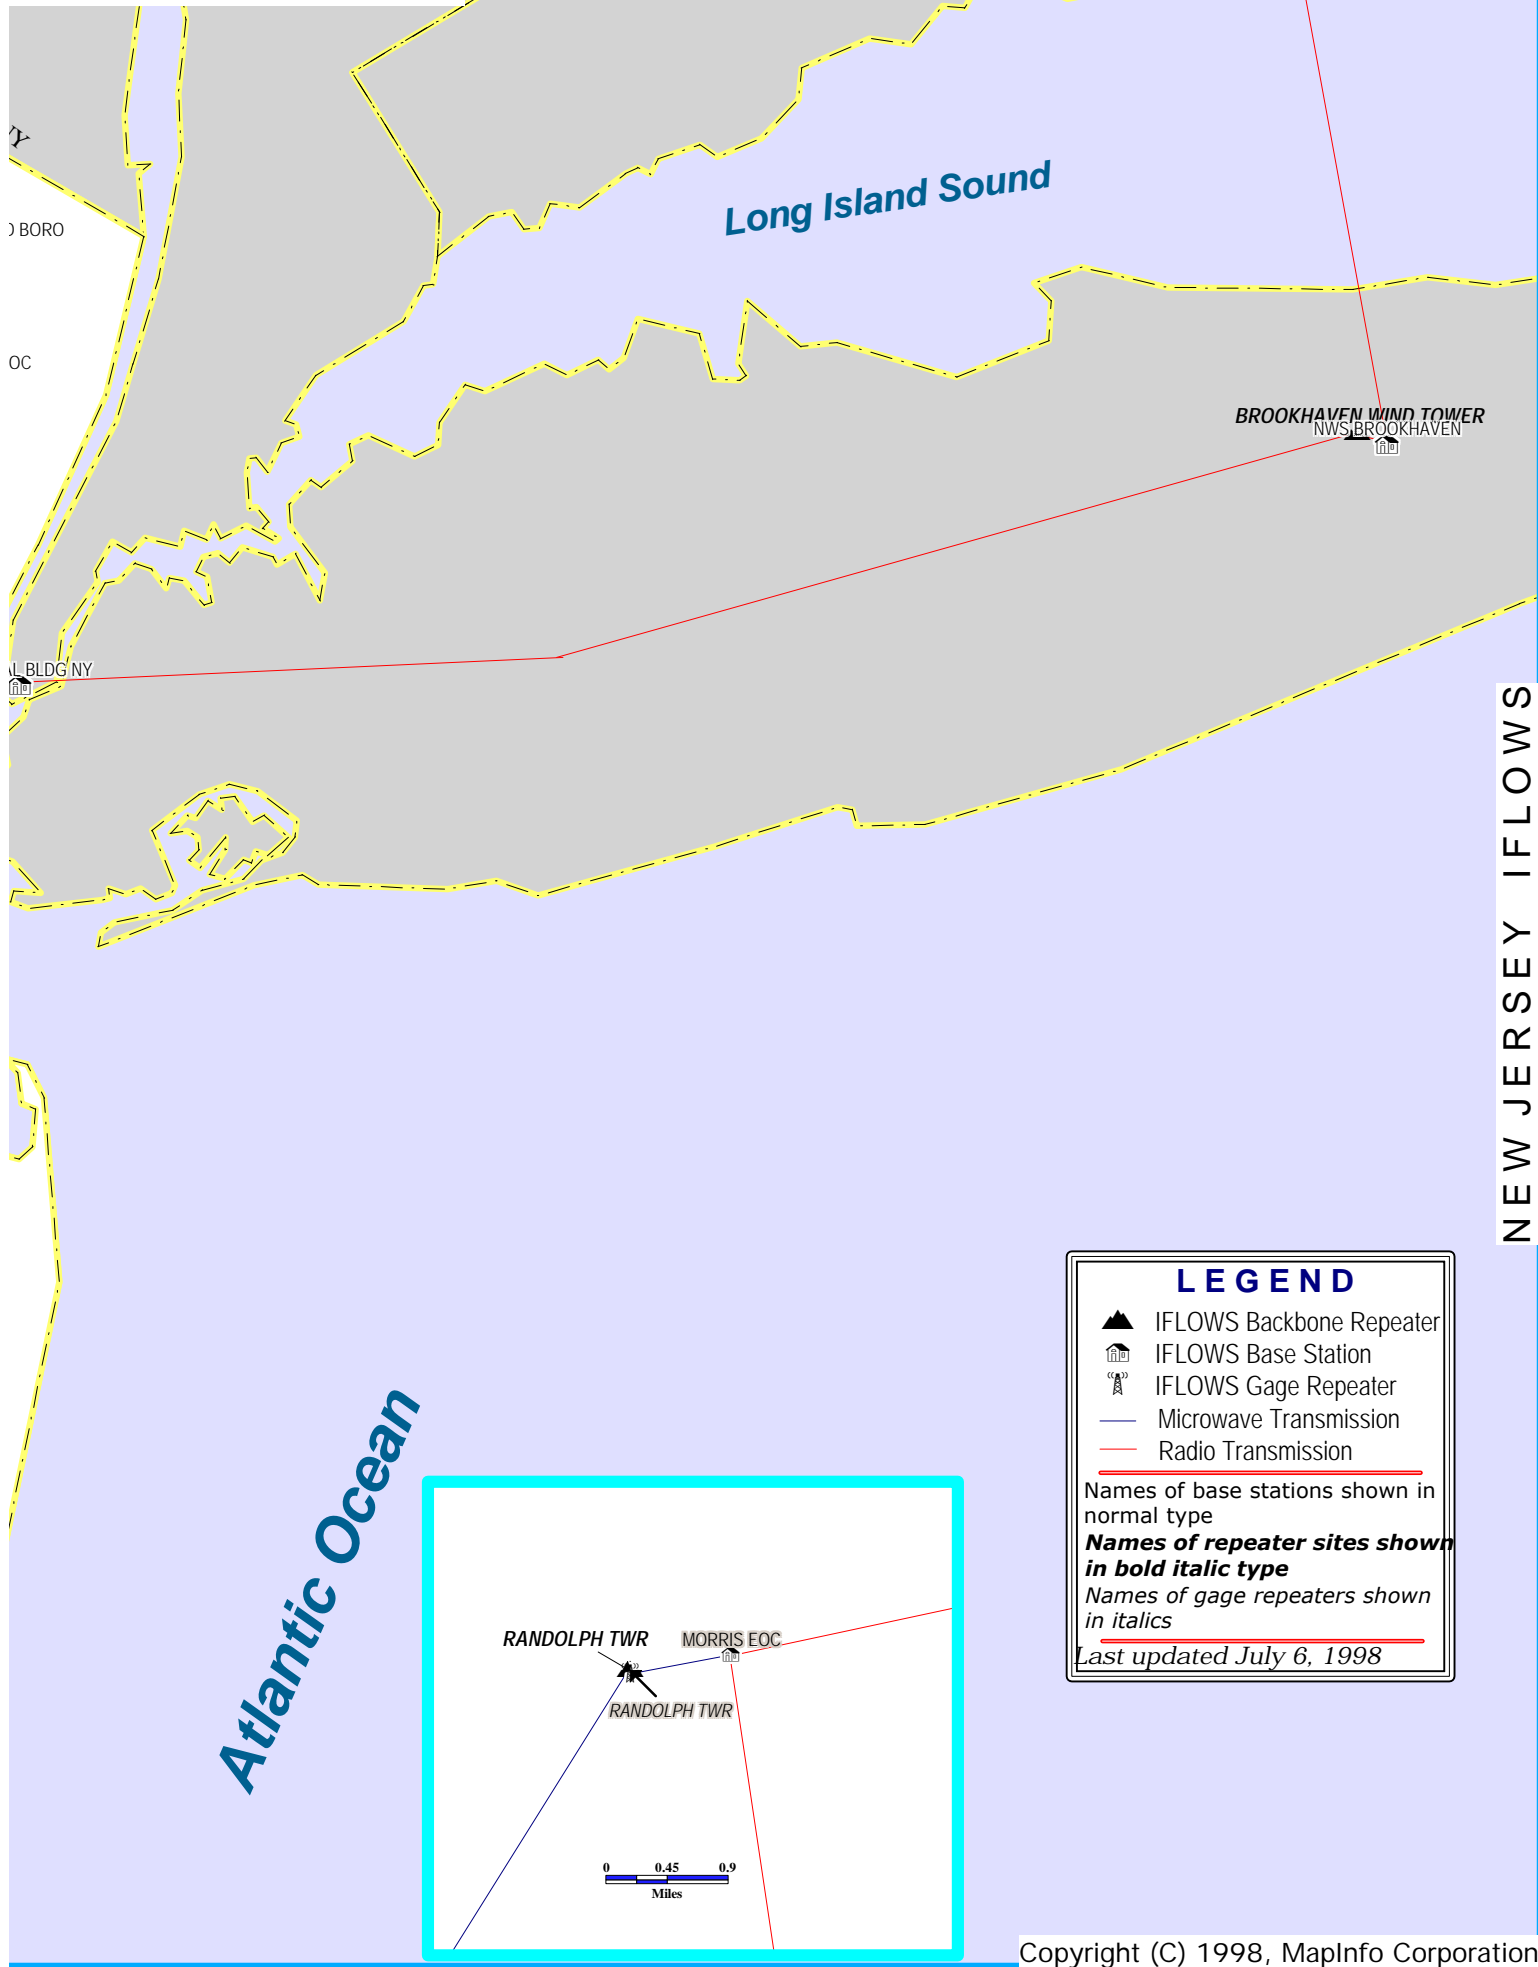 NY
Long Island Sound
O BORO
OC
BROOKHAVEN WIND TOWER
NWS BROOKHAVEN
AL BLDG NY
NEW JERSEY IFLOWS
LEGEND
IFLOWS Backbone Repeater
IFLOWS Base Station
IFLOWS Gage Repeater
Microwave Transmission
Radio Transmission
Names of base stations shown in
normal type
Names of repeater sites shown
in bold italic type
Names of gage repeaters shown
in italics
Last updated July 6, 1998
Atlantic Ocean
RANDOLPH TWR
MORRIS EOC
RANDOLPH TWR
0 0.45 0.9
Miles
Copyright (C) 1998, MapInfo Corporation